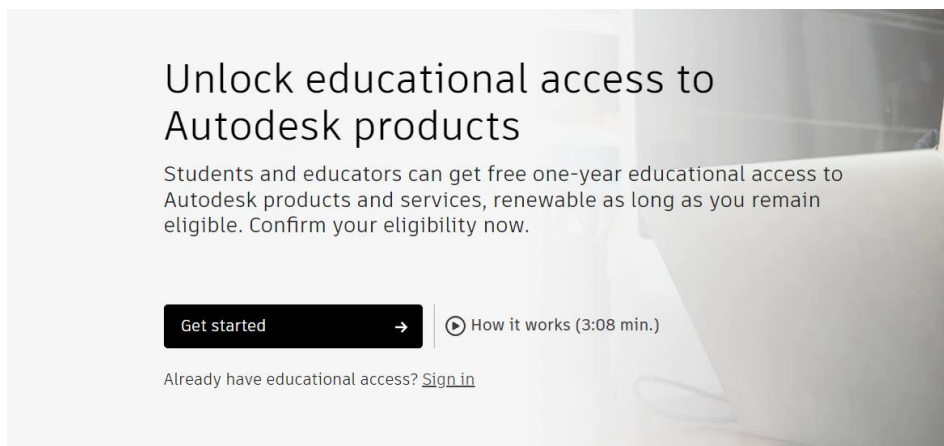 Unlock educational access to
Autodesk products
Students and educators can get free one-year educational access to
Autodesk products and services, renewable as long as you remain
eligible. Confirm your eligibility now.
Get started
How it works (3:08 min.)
Already have educational access? Sign in